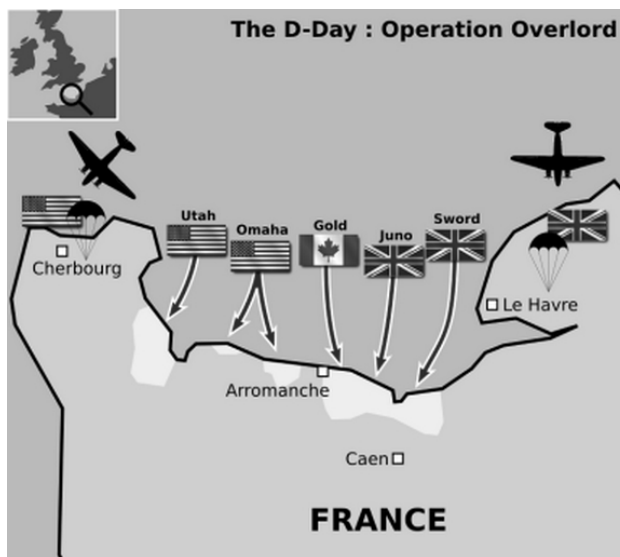 The D-Day : Operation Overlord
Utah
Omaha
Gold
Juno
Sword
Cherbourg
Le Havre
Arromanche
Caen
FRANCE